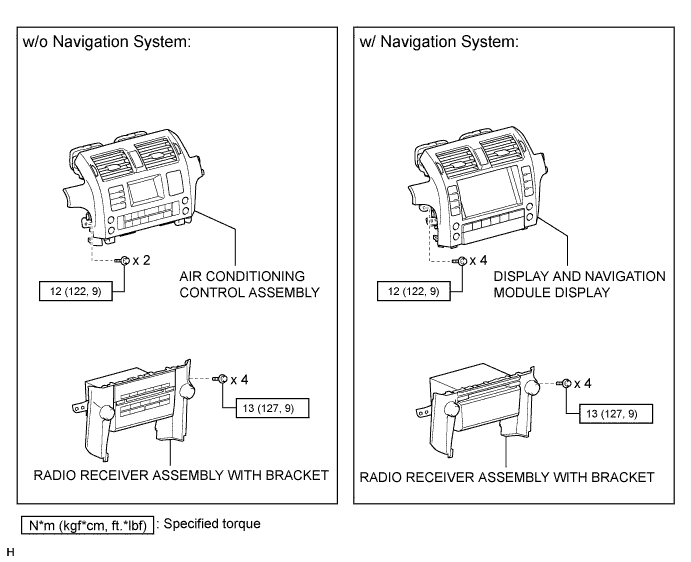 w/o Navigation System:
x 2
12 (122, 9)
AIR CONDITIONING
CONTROL ASSEMBLY
x 4
13 (127, 9)
RADIO RECEIVER ASSEMBLY WITH BRACKET
w/ Navigation System:
x 4
12 (122, 9)
DISPLAY AND NAVIGATION
MODULE DISPLAY
x 4
13 (127, 9)
RADIO RECEIVER ASSEMBLY WITH BRACKET
N*m (kgf*cm, ft.*lbf) : Specified torque
H